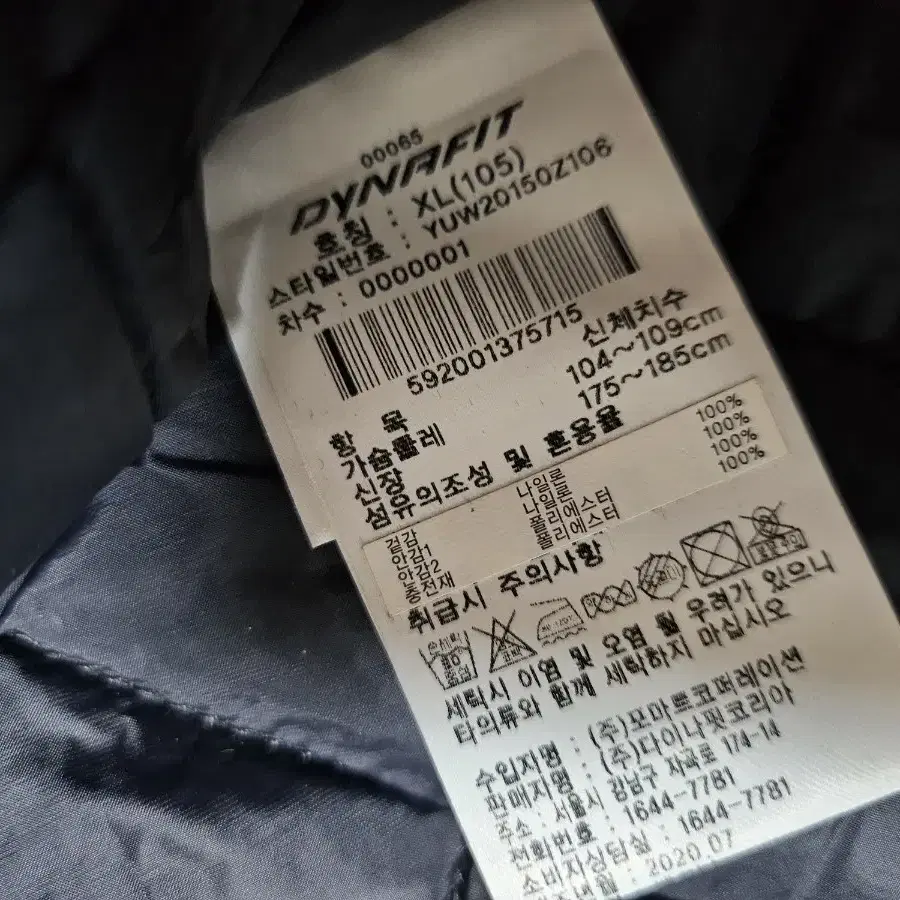 00065
DYNAFIT
호칭 : XL(105)
스타일번호 : YUW20150Z106
차수 : 0000001
592001375715
항 목 신체치수
가슴둘레 104~109cm
신장 175~185cm
섬유의조성 및 혼용율
겉감 나일론 100%
안감1 나일론 100%
안감2 폴리에스터 100%
충전재 폴리에스터 100%
취급시 주의사항
세탁시 이염 및 오염 될 우려가 있으니
타의류와 함께 세탁하지 마십시오
수입자명 : (주)포마트코퍼레이션
판매자명 : (주)다이나핏코리아
주소 : 서울시 강남구 자곡로 174-14
전화번호 : 1644-7781
소비자상담실 : 1644-7781
2020.07